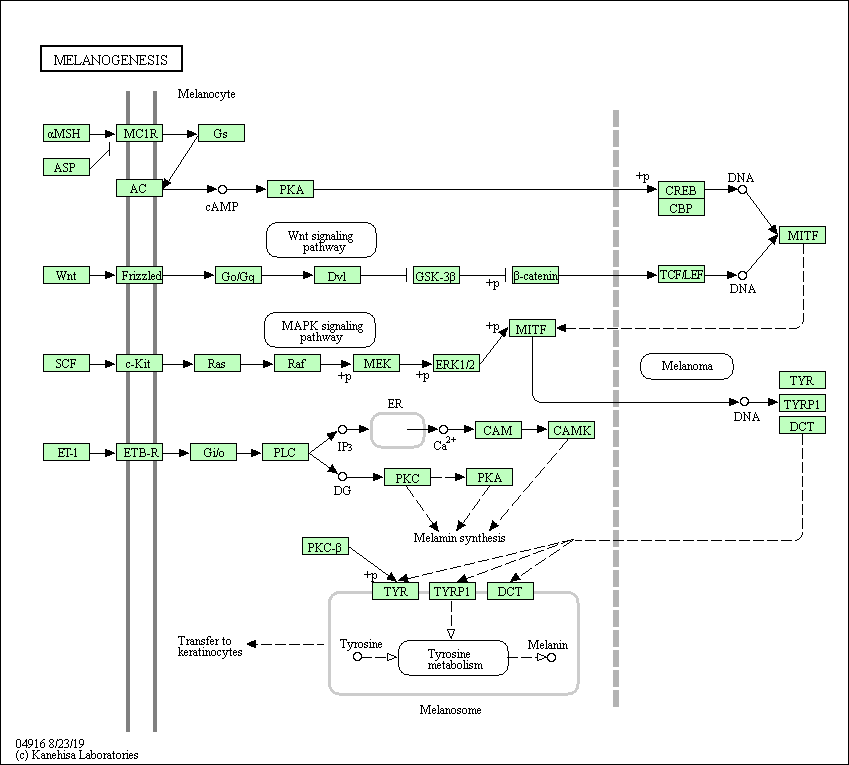 MELANOGENESIS
Melanocyte
αMSH
MC1R
Gs
ASP
AC
cAMP
PKA
+p
CREB
CBP
DNA
MITF
Wnt signaling
pathway
Wnt
Frizzled
Go/Gq
Dvl
GSK-3β
+p
β-catenin
TCF/LEF
DNA
MAPK signaling
pathway
+p
MITF
SCF
c-Kit
Ras
Raf
+p
MEK
+p
ERK1/2
Melanoma
TYR
TYRP1
DCT
DNA
ER
ET-1
ETB-R
Gi/o
PLC
IP3
Ca2+
CAM
CAMK
DG
PKC
PKA
Melamin synthesis
PKC-β
+p
TYR
TYRP1
DCT
Transfer to
keratinocytes
Tyrosine
Tyrosine
metabolism
Melanin
Melanosome
04916 8/23/19
(c) Kanehisa Laboratories